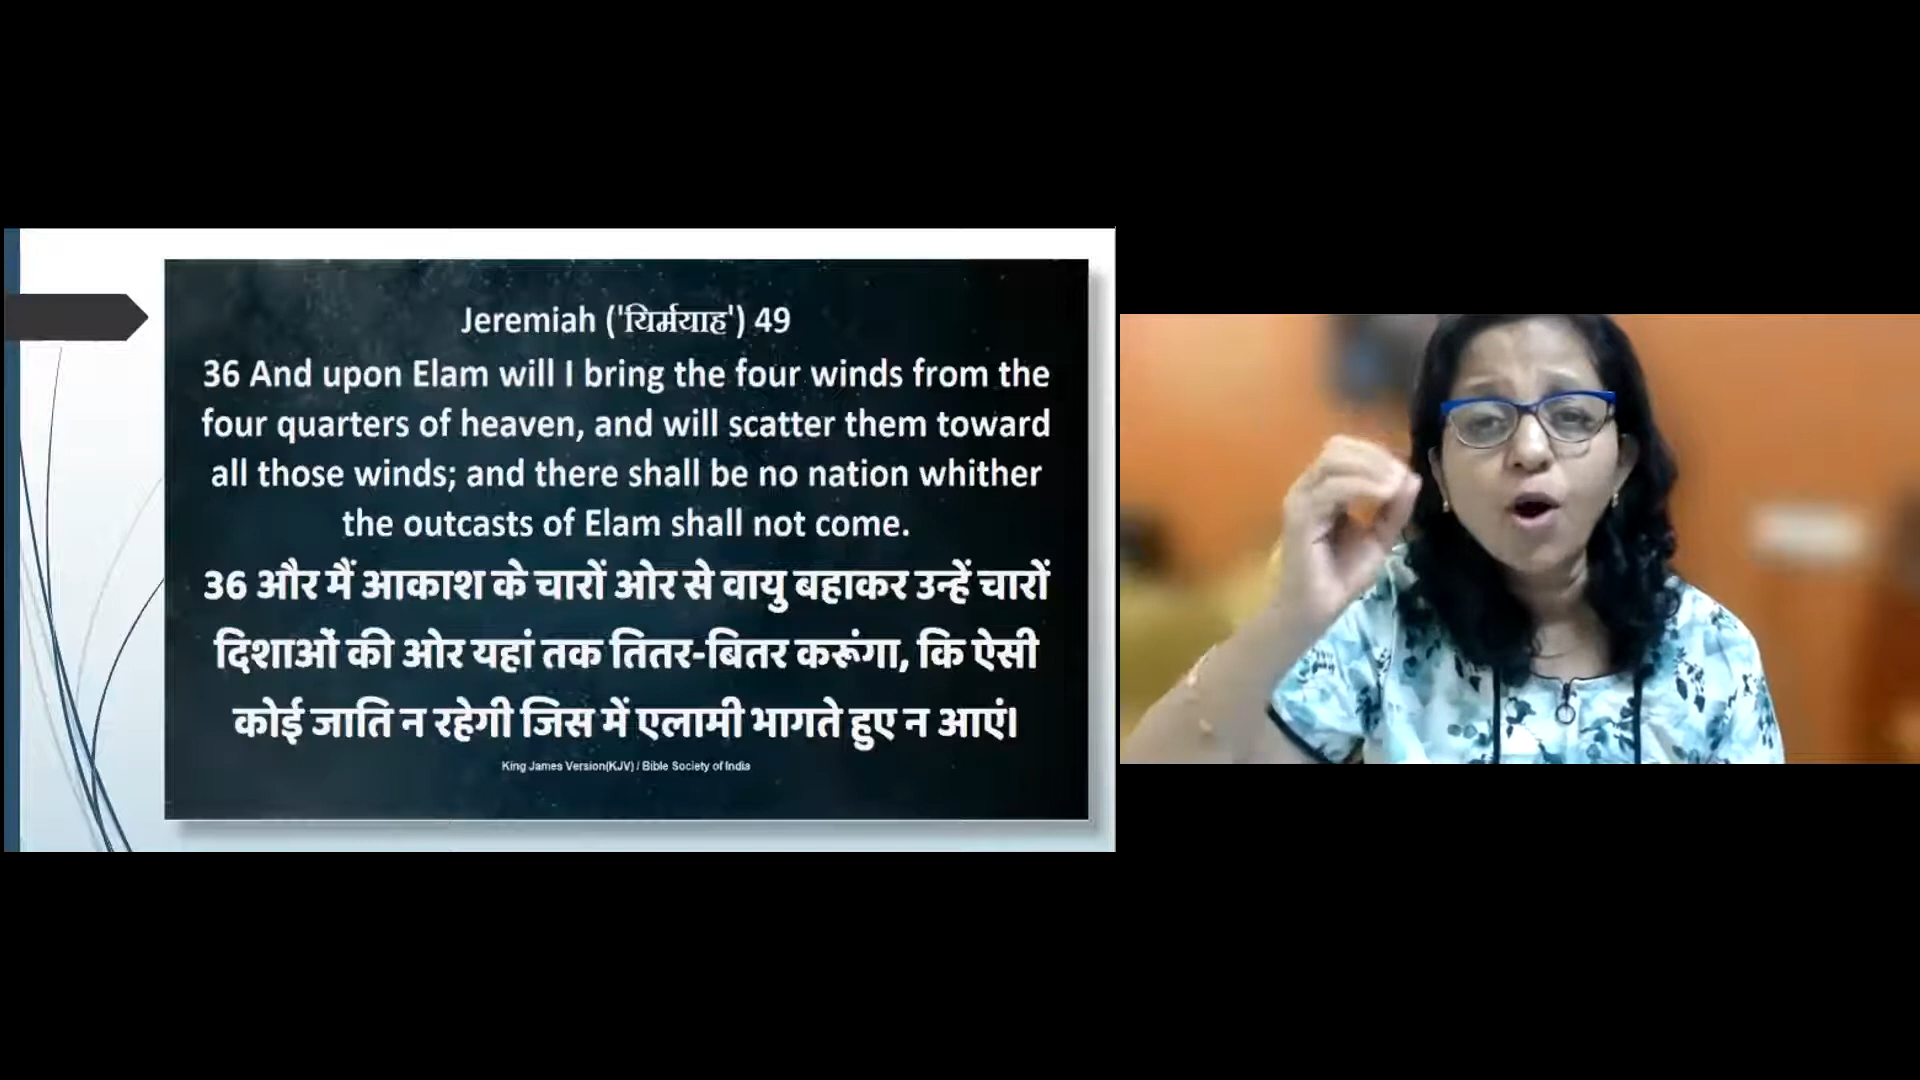 Jeremiah ('यिर्मयाह') 49
36 And upon Elam will I bring the four winds from the
four quarters of heaven, and will scatter them toward
all those winds; and there shall be no nation whither
the outcasts of Elam shall not come.
36 और मैं आकाश के चारों ओर से वायु बहाकर उन्हें चारों
दिशाओं की ओर यहां तक तितर-बितर करूंगा, कि ऐसी
कोई जाति न रहेगी जिस में एलामी भागते हुए न आएं।
King James Version(KJV) / Bible Society of India